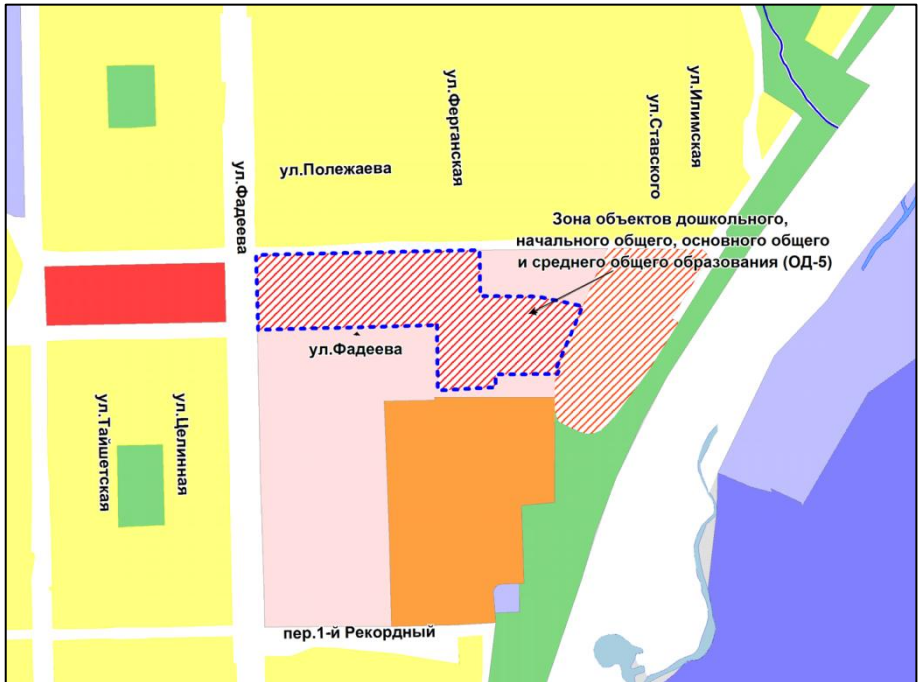 ул.Ферганская
ул.Ставского
ул.Илимская
ул.Полежаева
ул.Фадеева
Зона объектов дошкольного,
начального общего, основного общего
и среднего общего образования (ОД-5)
ул.Фадеева
ул.Тайшетская
ул.Целинная
пер.1-й Рекордный